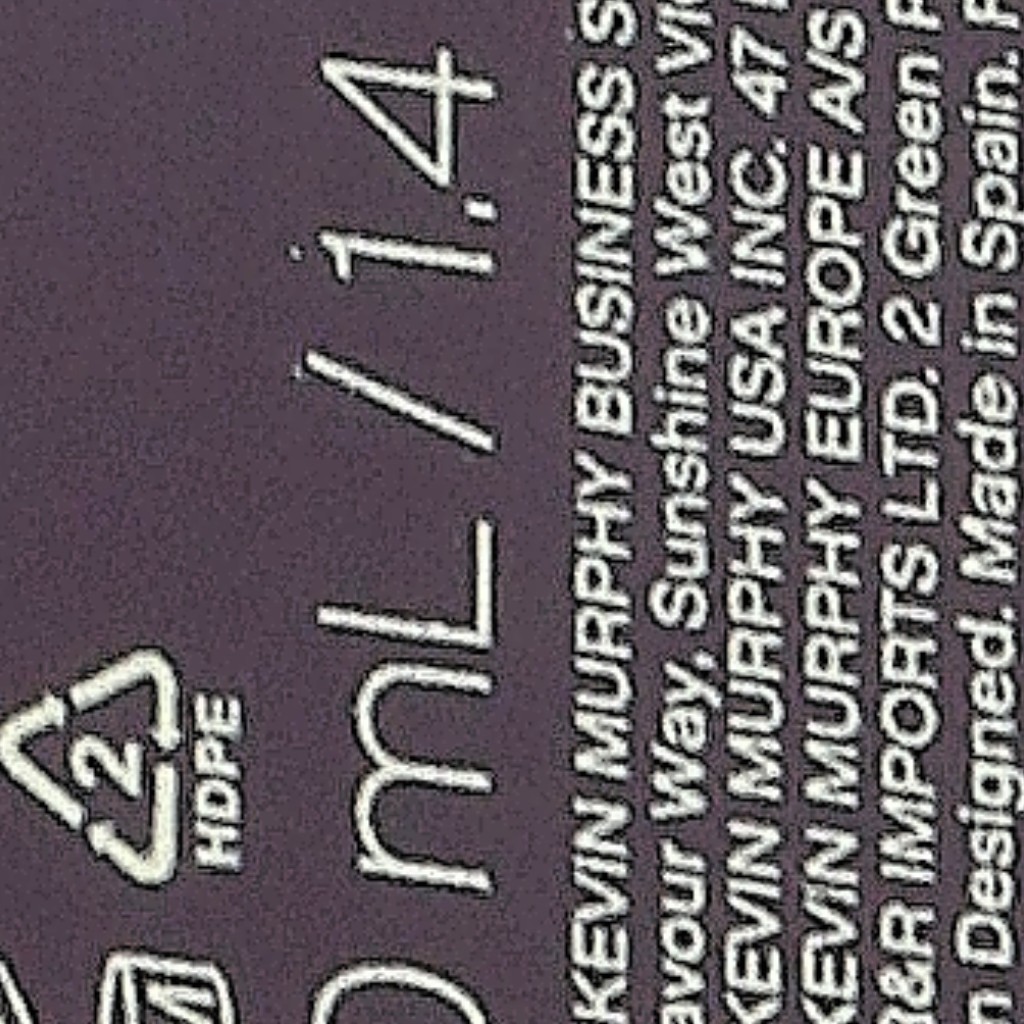 2
HDPE
mL / 1.4
KEVIN MURPHY BUSINESS S
avour Way, Sunshine West Vic
KEVIN MURPHY USA INC. 47
KEVIN MURPHY EUROPE A/S
R&R IMPORTS LTD. 2 Green
n Designed. Made in Spain.